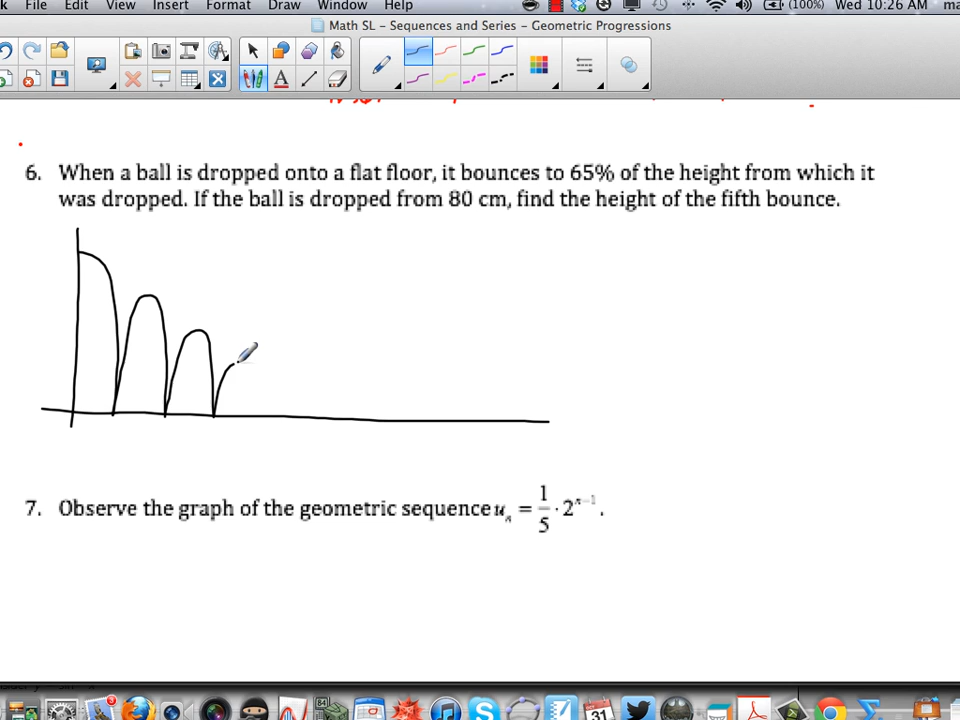 File Edit View Insert Format Draw Window Help (100%) Wed 10:26 AM
Math SL – Sequences and Series – Geometric Progressions
6. When a ball is dropped onto a flat floor, it bounces to 65% of the height from which it
was dropped. If the ball is dropped from 80 cm, find the height of the fifth bounce.
7. Observe the graph of the geometric sequence uₙ = 1/5 · 2ⁿ⁻¹.